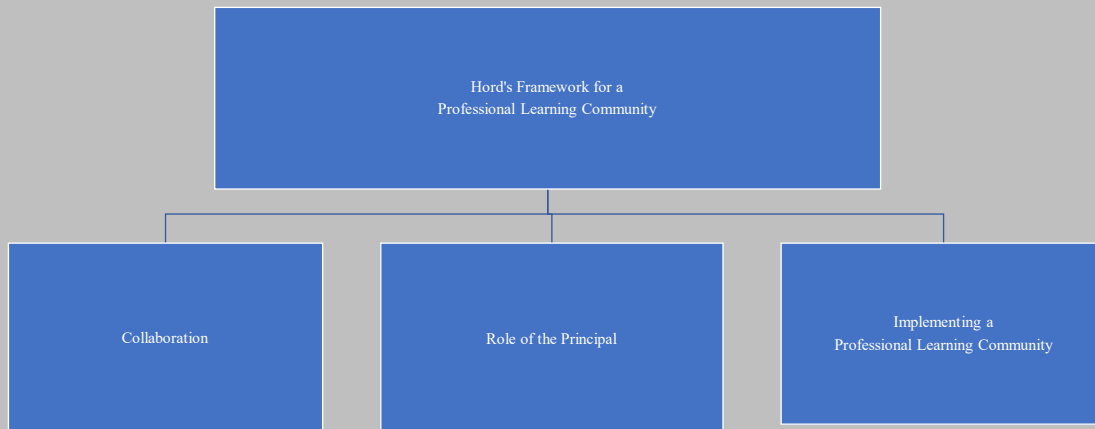 Hord's Framework for a
Professional Learning Community
Collaboration
Role of the Principal
Implementing a
Professional Learning Community